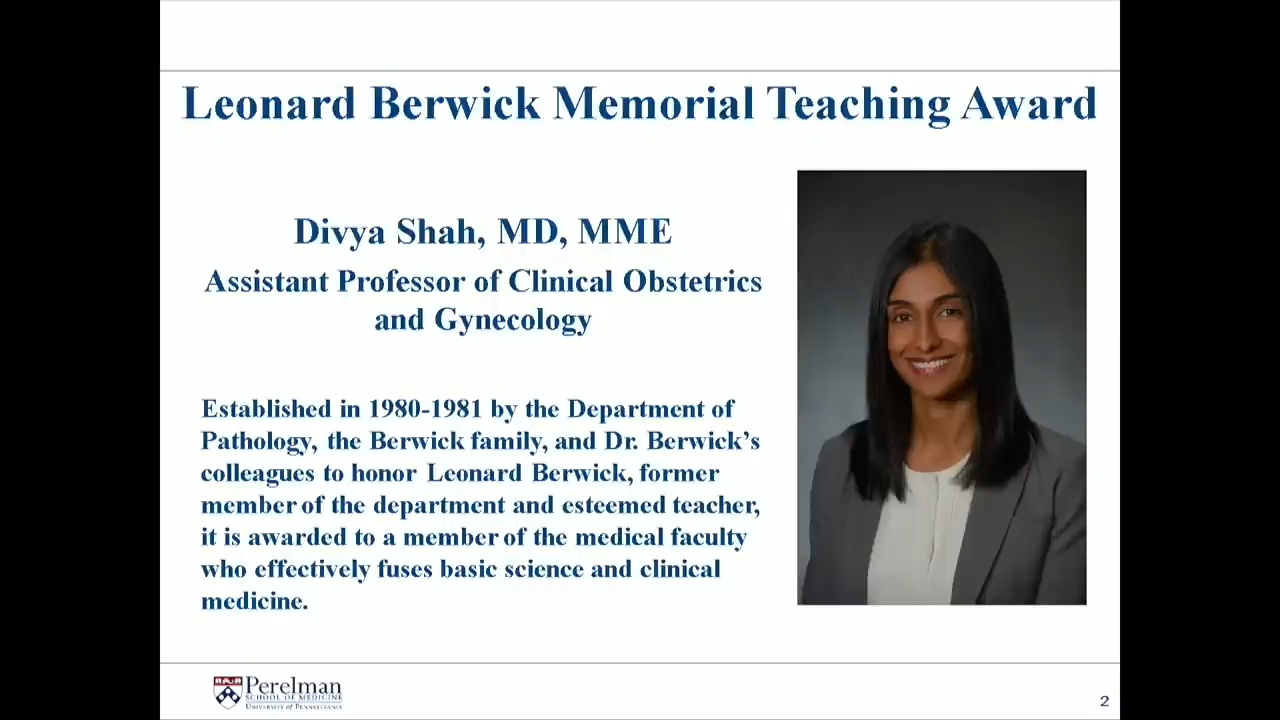 Leonard Berwick Memorial Teaching Award
Divya Shah, MD, MME
Assistant Professor of Clinical Obstetrics
and Gynecology
Established in 1980-1981 by the Department of
Pathology, the Berwick family, and Dr. Berwick’s
colleagues to honor Leonard Berwick, former
member of the department and esteemed teacher,
it is awarded to a member of the medical faculty
who effectively fuses basic science and clinical
medicine.
Perelman
SCHOOL OF MEDICINE
UNIVERSITY of PENNSYLVANIA
2